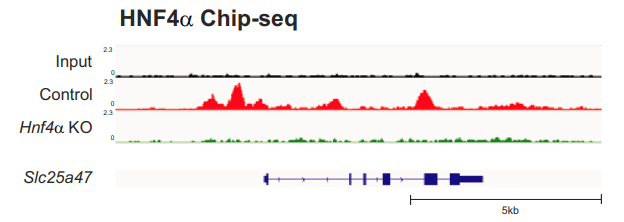 HNF4α Chip-seq
2.3
Input
0
2.3
Control
0
2.3
Hnf4α KO
0
Slc25a47
5kb